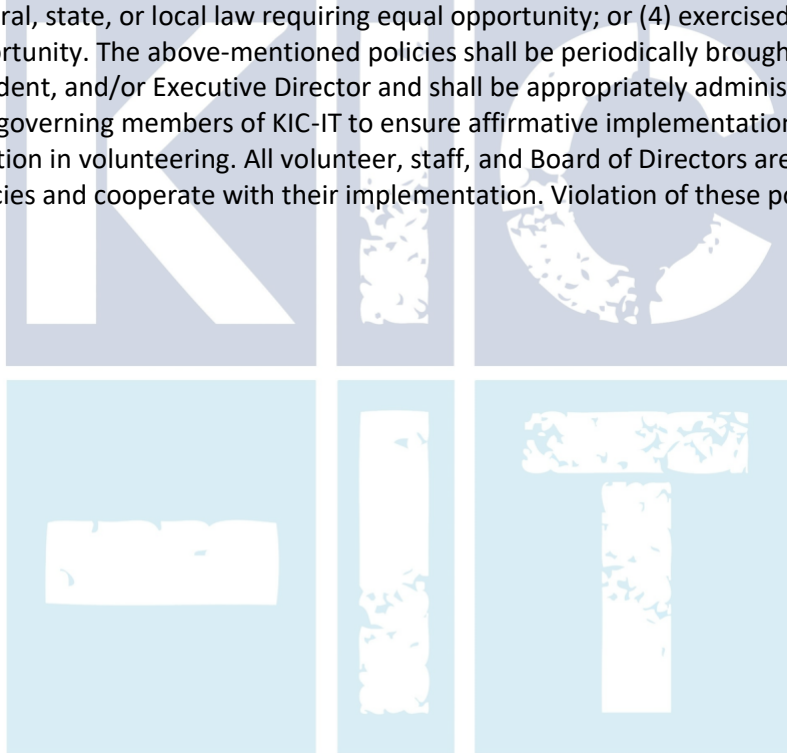 ral, state, or local law requiring equal opportunity; or (4) exercised
ortunity. The above-mentioned policies shall be periodically brough
dent, and/or Executive Director and shall be appropriately adminis
governing members of KIC-IT to ensure affirmative implementation
tion in volunteering. All volunteer, staff, and Board of Directors are
cies and cooperate with their implementation. Violation of these po
KIC
-IT